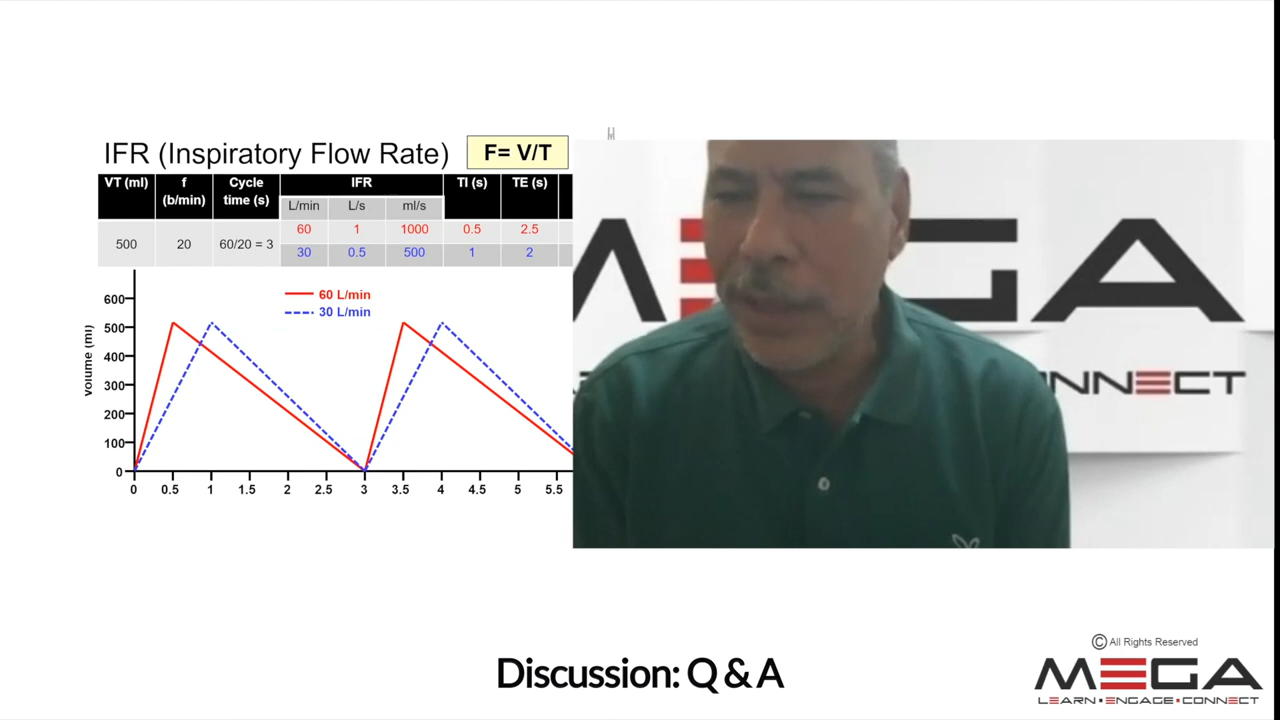 IFR (Inspiratory Flow Rate)
F= V/T
VT (ml) f (b/min) Cycle time (s) IFR TI (s) TE (s)
L/min L/s ml/s
500 20 60/20 = 3
60 1 1000 0.5 2.5
30 0.5 500 1 2
60 L/min
30 L/min
volume (ml)
600
500
400
300
200
100
0
0 0.5 1 1.5 2 2.5 3 3.5 4 4.5 5 5.5
GA
NNECT
Discussion: Q & A
© All Rights Reserved
MEGA
LEARN•ENGAGE•CONNECT